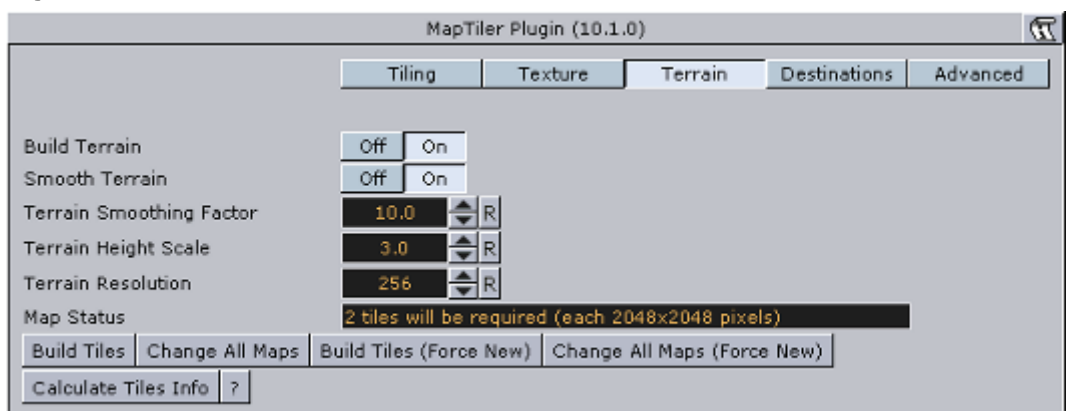 MapTiler Plugin (10.1.0)
Tiling Texture Terrain Destinations Advanced
Build Terrain Off On
Smooth Terrain Off On
Terrain Smoothing Factor 10.0 R
Terrain Height Scale 3.0 R
Terrain Resolution 256 R
Map Status 2 tiles will be required (each 2048x2048 pixels)
Build Tiles Change All Maps Build Tiles (Force New) Change All Maps (Force New)
Calculate Tiles Info ?